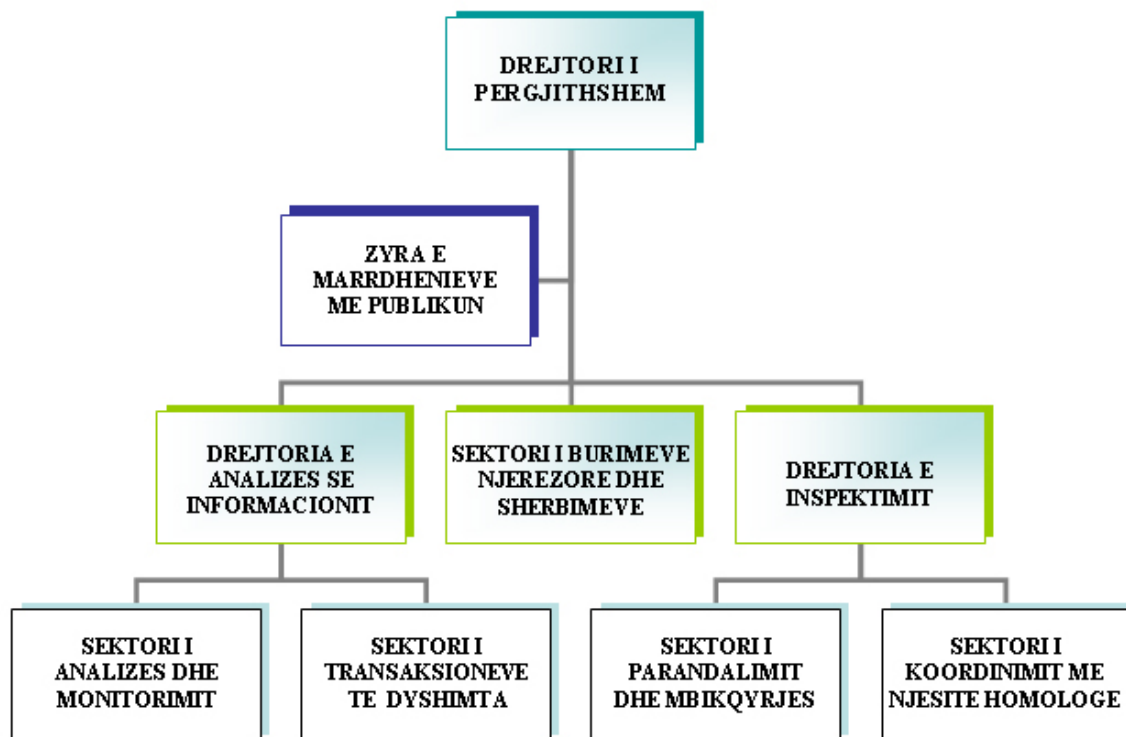 DREJTORI I
PERGJITHSHEM
ZYRA E
MARRDHENIEVE
ME PUBLIKUN
DREJTORIA E
ANALIZES SE
INFORMACIONIT
SEKTORI I BURIMEVE
NJEREZORE DHE
SHERBIMEVE
DREJTORIA E
INSPEKTIMIT
SEKTORI I
ANALIZES DHE
MONITORIMIT
SEKTORI I
TRANSAKSIONEVE
TE DYSHIMTA
SEKTORI I
PARANDALIMIT
DHE MBIKQYRJES
SEKTORI I
KOORDINIMIT ME
NJESITE HOMOLOGE